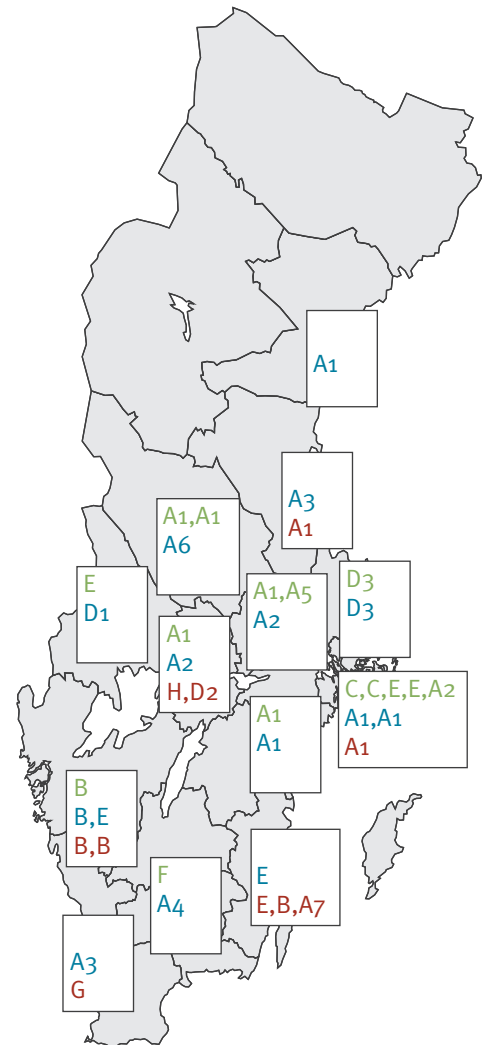 A1
A3
A1
A1,A1
A6
E
D1
A1,A5
A2
D3
D3
A1
A2
H,D2
C,C,E,E,A2
A1,A1
A1
A1
A1
B
B,E
B,B
E
E,B,A7
F
A4
A3
G